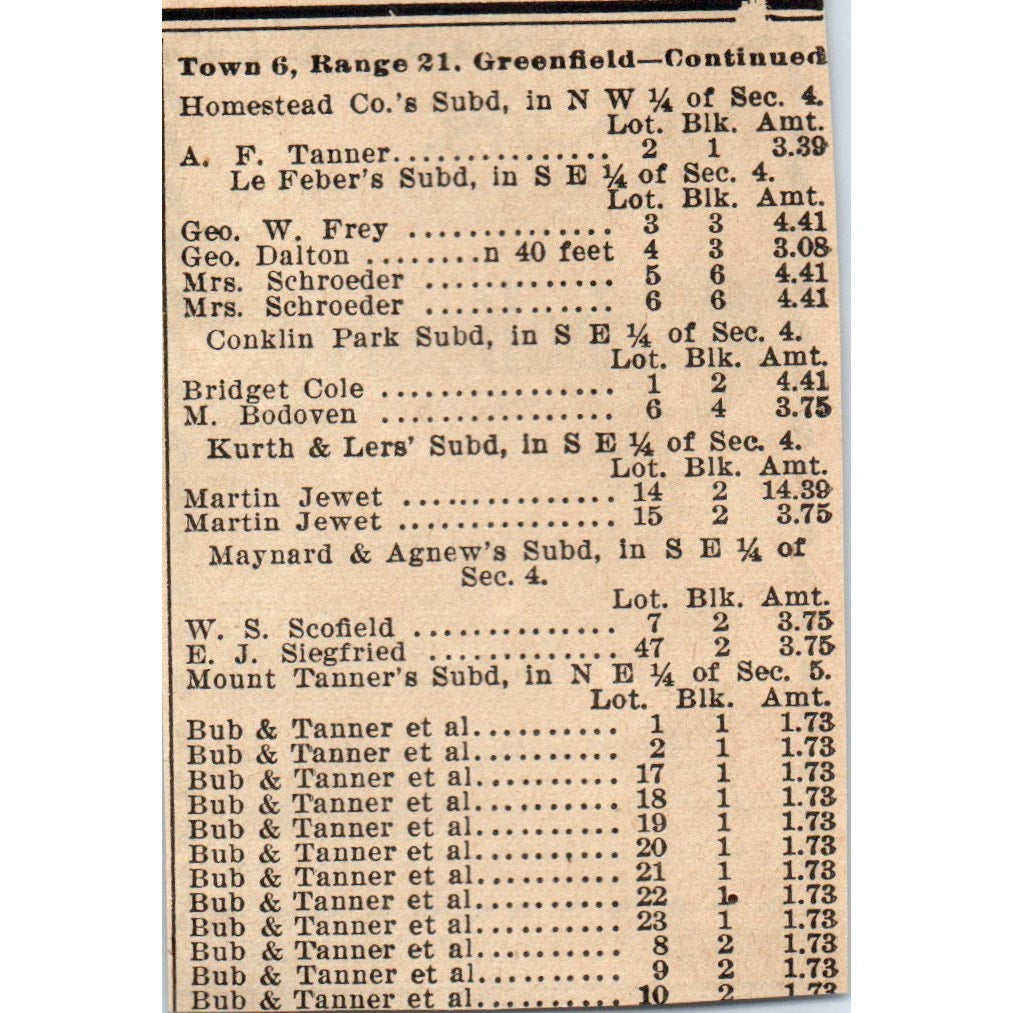 Town 6, Range 21. Greenfield—Continued
Homestead Co.'s Subd, in N W ¼ of Sec. 4.
Lot. Blk. Amt.
A. F. Tanner............... 2 1 3.39
Le Feber's Subd, in S E ¼ of Sec. 4.
Lot. Blk. Amt.
Geo. W. Frey .............. 3 3 4.41
Geo. Dalton ........n 40 feet 4 3 3.08
Mrs. Schroeder ............. 5 6 4.41
Mrs. Schroeder ............. 6 6 4.41
Conklin Park Subd, in S E ¼ of Sec. 4.
Lot. Blk. Amt.
Bridget Cole ................ 1 2 4.41
M. Bodoven ................ 6 4 3.75
Kurth & Lers' Subd, in S E ¼ of Sec. 4.
Lot. Blk. Amt.
Martin Jewet ............... 14 2 14.39
Martin Jewet ............... 15 2 3.75
Maynard & Agnew's Subd, in S E ¼ of
Sec. 4.
Lot. Blk. Amt.
W. S. Scofield .............. 7 2 3.75
E. J. Siegfried ............. 47 2 3.75
Mount Tanner's Subd, in N E ¼ of Sec. 5.
Lot. Blk. Amt.
Bub & Tanner et al.......... 1 1 1.73
Bub & Tanner et al.......... 2 1 1.73
Bub & Tanner et al.......... 17 1 1.73
Bub & Tanner et al.......... 18 1 1.73
Bub & Tanner et al.......... 19 1 1.73
Bub & Tanner et al.......... 20 1 1.73
Bub & Tanner et al.......... 21 1 1.73
Bub & Tanner et al.......... 22 1 1.73
Bub & Tanner et al.......... 23 1 1.73
Bub & Tanner et al.......... 8 2 1.73
Bub & Tanner et al.......... 9 2 1.73
Bub & Tanner et al.......... 10 2 1.73